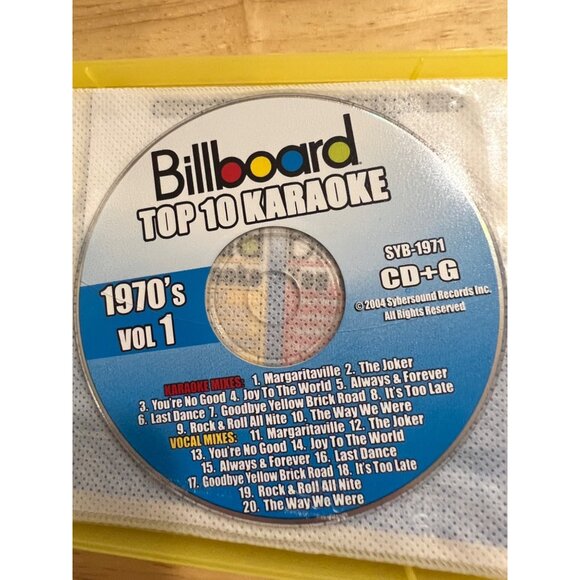 Billboard
TOP 10 KARAOKE
SYB-1971
CD+G
© 2004 Sybersound Records Inc.
All Rights Reserved
1970's
VOL 1
KARAOKE MIXES: 1. Margaritaville 2. The Joker
3. You're No Good 4. Joy To The World 5. Always & Forever
6. Last Dance 7. Goodbye Yellow Brick Road 8. It's Too Late
9. Rock & Roll All Nite 10. The Way We Were
VOCAL MIXES: 11. Margaritaville 12. The Joker
13. You're No Good 14. Joy To The World
15. Always & Forever 16. Last Dance
17. Goodbye Yellow Brick Road 18. It's Too Late
19. Rock & Roll All Nite
20. The Way We Were